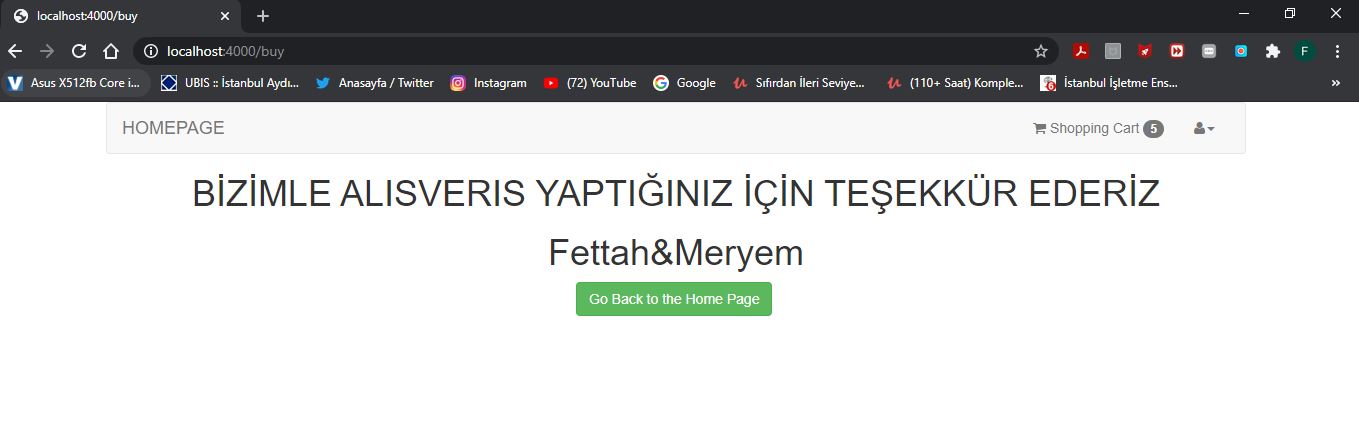 localhost:4000/buy
localhost:4000/buy
F
Asus X512fb Core i... UBIS :: İstanbul Aydı... Anasayfa / Twitter Instagram (72) YouTube Google Sıfırdan İleri Seviye... (110+ Saat) Komple... İstanbul İşletme Ens... »
HOMEPAGE Shopping Cart 5
BİZİMLE ALISVERIS YAPTIĞINIZ İÇİN TEŞEKKÜR EDERİZ
Fettah&Meryem
Go Back to the Home Page